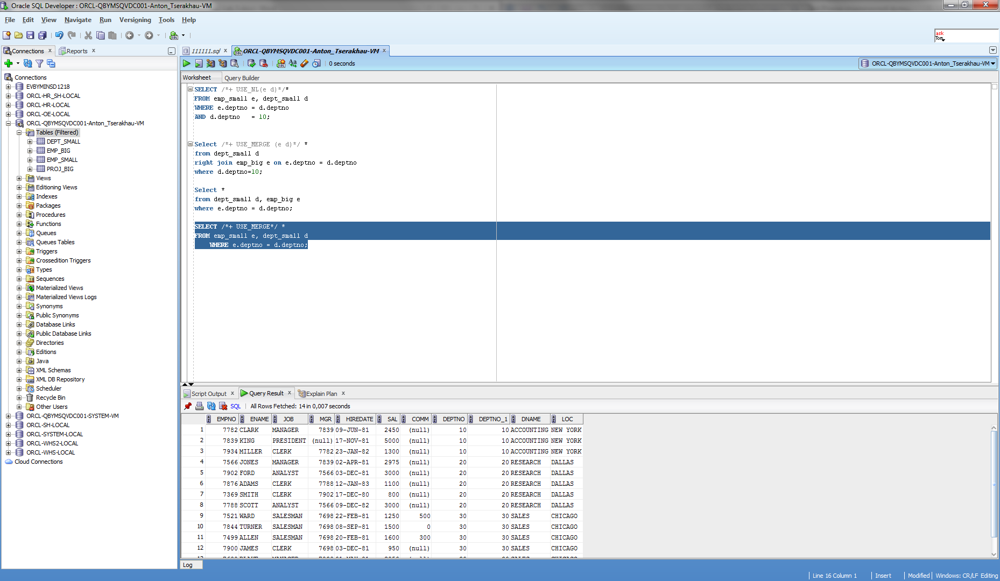 Oracle SQL Developer : ORCL-QBYMSQVDC001-Anton_Tserakhau-VM
File Edit View Navigate Run Versioning Tools Help
ask
Tom
Connections
Reports
111111.sql
ORCL-QBYMSQVDC001-Anton_Tserakhau-VM
0 seconds
ORCL-QBYMSQVDC001-Anton_Tserakhau-VM
Worksheet Query Builder
Connections
EVBYMINSD1218
ORCL-HR_SH-LOCAL
ORCL-HR-LOCAL
ORCL-OE-LOCAL
ORCL-QBYMSQVDC001-Anton_Tserakhau-VM
Tables (Filtered)
DEPT_SMALL
EMP_BIG
EMP_SMALL
PROJ_BIG
Views
Editioning Views
Indexes
Packages
Procedures
Functions
Queues
Queues Tables
Triggers
Crossedition Triggers
Types
Sequences
Materialized Views
Materialized Views Logs
Synonyms
Public Synonyms
Database Links
Public Database Links
Directories
Editions
Java
XML Schemas
XML DB Repository
Scheduler
Recycle Bin
Other Users
ORCL-QBYMSQVDC001-SYSTEM-VM
ORCL-SH-LOCAL
ORCL-SYSTEM-LOCAL
ORCL-WHS2-LOCAL
ORCL-WHS-LOCAL
Cloud Connections
SELECT /*+ USE_NL(e d)*/*
FROM emp_small e, dept_small d
WHERE e.deptno = d.deptno
AND d.deptno   = 10;
Select /*+ USE_MERGE (e d)*/ *
from dept_small d
right join emp_big e on e.deptno = d.deptno
where d.deptno=10;
Select *
from dept_small d, emp_big e
where e.deptno = d.deptno;
SELECT /*+ USE_MERGE*/ *
FROM emp_small e, dept_small d
WHERE e.deptno = d.deptno;
Script Output Query Result Explain Plan
SQL All Rows Fetched: 14 in 0,007 seconds
EMPNO ENAME JOB MGR HIREDATE SAL COMM DEPTNO DEPTNO_1 DNAME LOC
1 7782 CLARK MANAGER 7839 09-JUN-81 2450 (null) 10 10 ACCOUNTING NEW YORK
2 7839 KING PRESIDENT (null) 17-NOV-81 5000 (null) 10 10 ACCOUNTING NEW YORK
3 7934 MILLER CLERK 7782 23-JAN-82 1300 (null) 10 10 ACCOUNTING NEW YORK
4 7566 JONES MANAGER 7839 02-APR-81 2975 (null) 20 20 RESEARCH DALLAS
5 7902 FORD ANALYST 7566 03-DEC-81 3000 (null) 20 20 RESEARCH DALLAS
6 7876 ADAMS CLERK 7788 12-JAN-83 1100 (null) 20 20 RESEARCH DALLAS
7 7369 SMITH CLERK 7902 17-DEC-80 800 (null) 20 20 RESEARCH DALLAS
8 7788 SCOTT ANALYST 7566 09-DEC-82 3000 (null) 20 20 RESEARCH DALLAS
9 7521 WARD SALESMAN 7698 22-FEB-81 1250 500 30 30 SALES CHICAGO
10 7844 TURNER SALESMAN 7698 08-SEP-81 1500 0 30 30 SALES CHICAGO
11 7499 ALLEN SALESMAN 7698 20-FEB-81 1600 300 30 30 SALES CHICAGO
12 7900 JAMES CLERK 7698 03-DEC-81 950 (null) 30 30 SALES CHICAGO
Log
Line 16 Column 1 Insert Modified Windows: CR/LF Editing